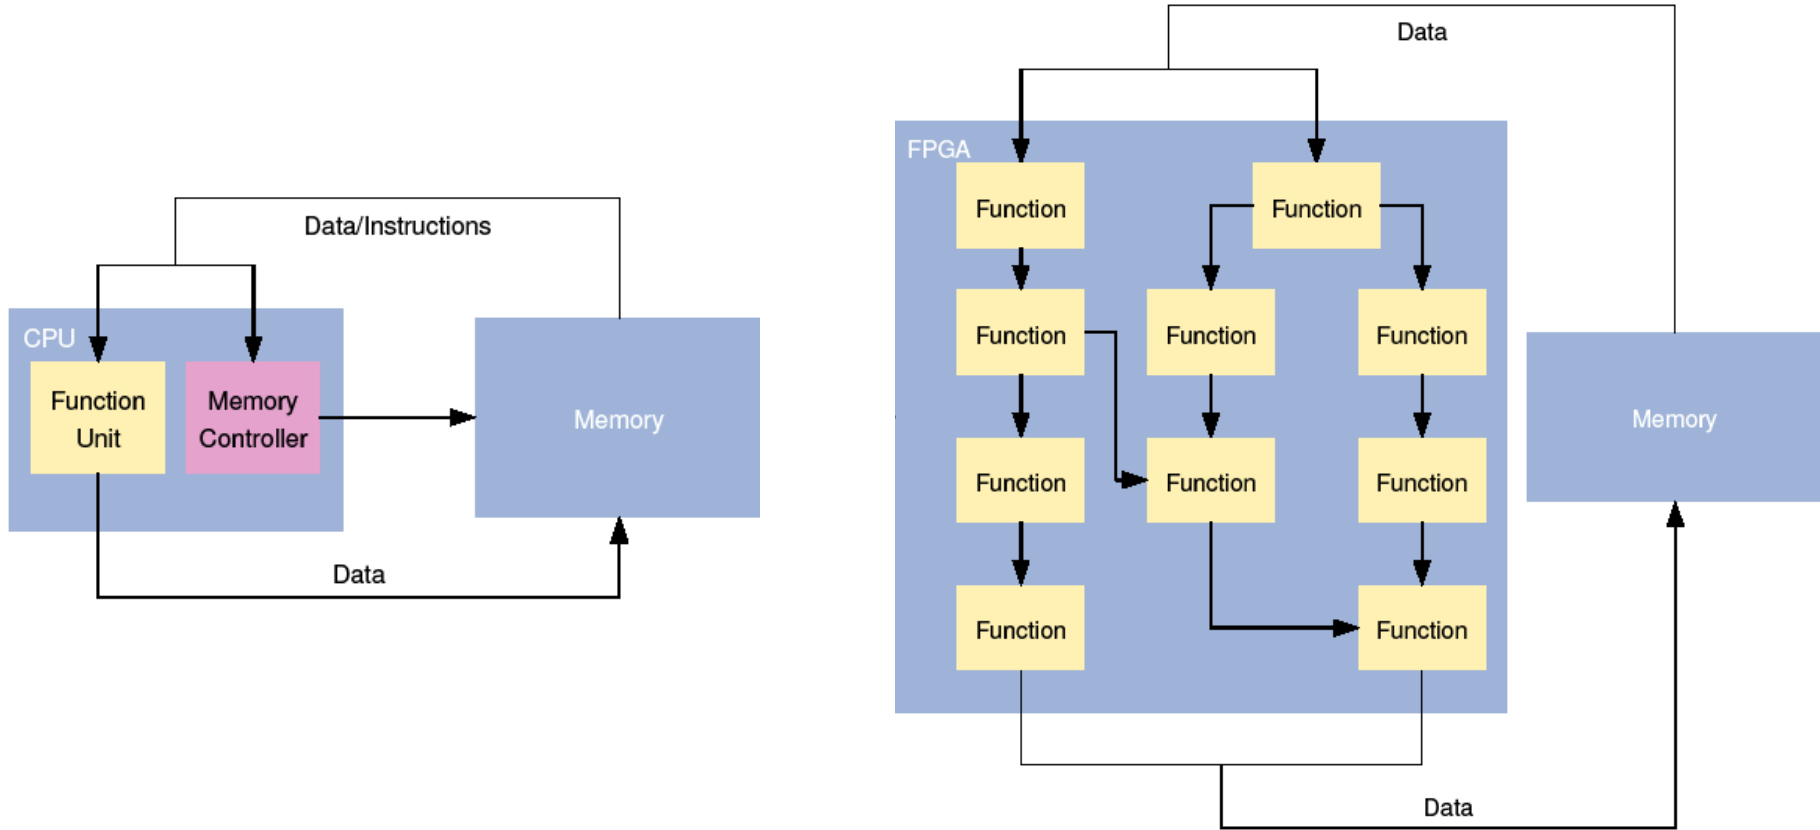 Data/Instructions
CPU
Function
Unit
Memory
Controller
Memory
Data
Data
FPGA
Function
Function
Function
Function
Function
Function
Function
Function
Function
Function
Memory
Data